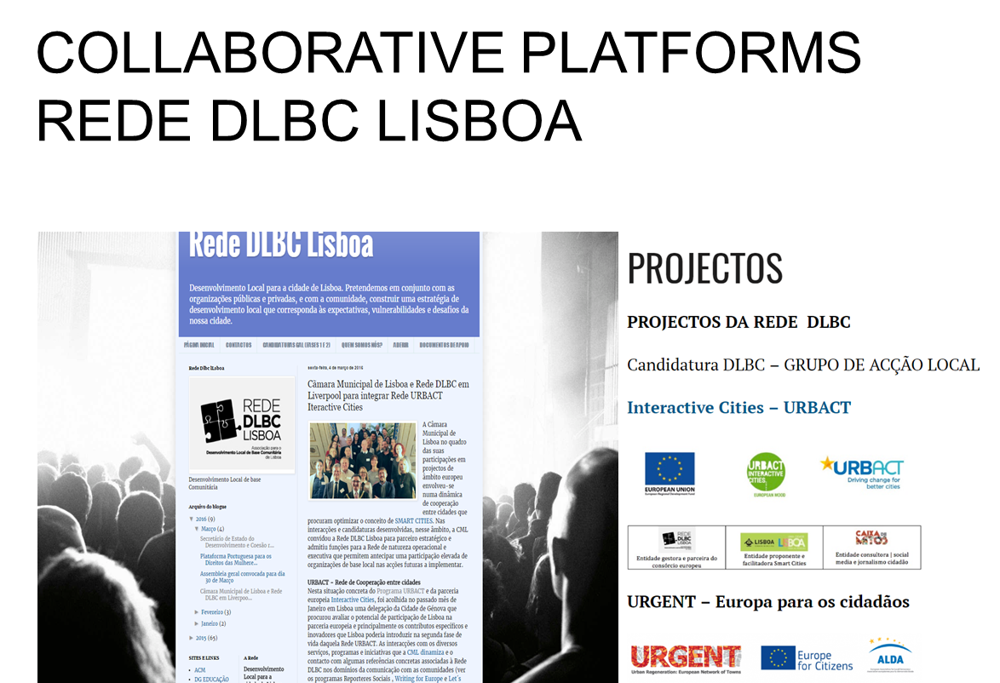 COLLABORATIVE PLATFORMS
REDE DLBC LISBOA
Rede DLBC Lisboa
Desenvolvimento Local para a cidade de Lisboa. Pretendemos em conjunto com as
organizações públicas e privadas, e com a comunidade, construir uma estratégia de
desenvolvimento local que corresponda às expectativas, vulnerabilidades e desafios da
nossa cidade.
PÁGINA INICIAL CONTACTOS CANDIDATURAS GAL (FASES 1 E 2) QUEM SOMOS NÓS? ADERIR DOCUMENTOS DE APOIO
Rede Dlbc lLsboa
REDE
DLBC
LISBOA
Associação para o
Desenvolvimento Local de Base Comunitária
de Lisboa
Desenvolvimento Local de base
Comunitária
Arquivo do blogue
▼ 2016 (9)
▼ Março (4)
Secretário de Estado do
Desenvolvimento e Coesão r...
Plataforma Portuguesa para os
Direitos das Mulhere...
Assembleia geral convocada para dia
30 de Março
Câmara Municipal de Lisboa e Rede
DLBC em Liverpoo...
► Fevereiro (3)
► Janeiro (2)
► 2015 (65)
SITES E LINKS
ACM
DG EDUCAÇÃO
A Rede
Desenvolvimento
Local para a
sexta-feira, 4 de março de 2016
Câmara Municipal de Lisboa e Rede DLBC em
Liverpool para integrar Rede URBACT
Iteractive Cities
A Câmara
Municipal de
Lisboa no quadro
das suas
participações em
projectos de
âmbito europeu
envolveu-se
numa dinâmica
de cooperação
entre cidades que
procuram optimizar o conceito de SMART CITIES. Nas
interacções e candidaturas desenvolvidas, nesse âmbito, a CML
convidou a Rede DLBC Lisboa para parceiro estratégico e
admitiu funções para a Rede de natureza operacional e
executiva que permitem antecipar uma participação elevada de
organizações de base local nas acções futuras a implementar.
URBACT - Rede de Cooperação entre cidades
Nesta situação concreta do Programa URBACT e da parceria
europeia Interactive Cities, foi acolhida no passado mês de
Janeiro em Lisboa uma delegação da Cidade de Génova que
procurou avaliar o potencial de participação de Lisboa na
parceria europeia e principalmente os contributos específicos e
inovadores que Lisboa poderia introduzir na segunda fase de
vida daquela Rede URBACT. As interacções com os diversos
serviços, programas e iniciativas que a CML dinamiza e o
contacto com algumas referências concretas associadas à Rede
DLBC nos domínios da comunicação com as comunidades (ver
os programas Reporteres Sociais , Writing for Europe e Let´s
PROJECTOS
PROJECTOS DA REDE DLBC
Candidatura DLBC – GRUPO DE ACÇÃO LOCAL
Interactive Cities – URBACT
EUROPEAN UNION
European Regional Development Fund
URBACT
INTERACTIVE
CITIES
EUROPEAN MOOD
URBACT
Driving change for
better cities
REDE
DLBC
LISBOA
Entidade gestora e parceira do
consórcio europeu
LISBOA
Entidade proponente e
facilitadora Smart Cities
CAIXA DE
MITOS
Entidade consultora | social
media e jornalismo cidadão
URGENT – Europa para os cidadãos
URGENT
Urban Regeneration: European Network of Towns
Europe
for Citizens
ALDA